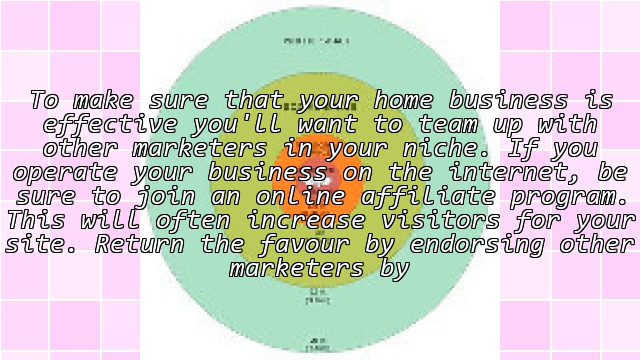 To make sure that your home business is
effective you'll want to team up with
other marketers in your niche. If you
operate your business on the internet, be
sure to join an online affiliate program.
This will often increase visitors for your
site. Return the favour by endorsing other
marketers by